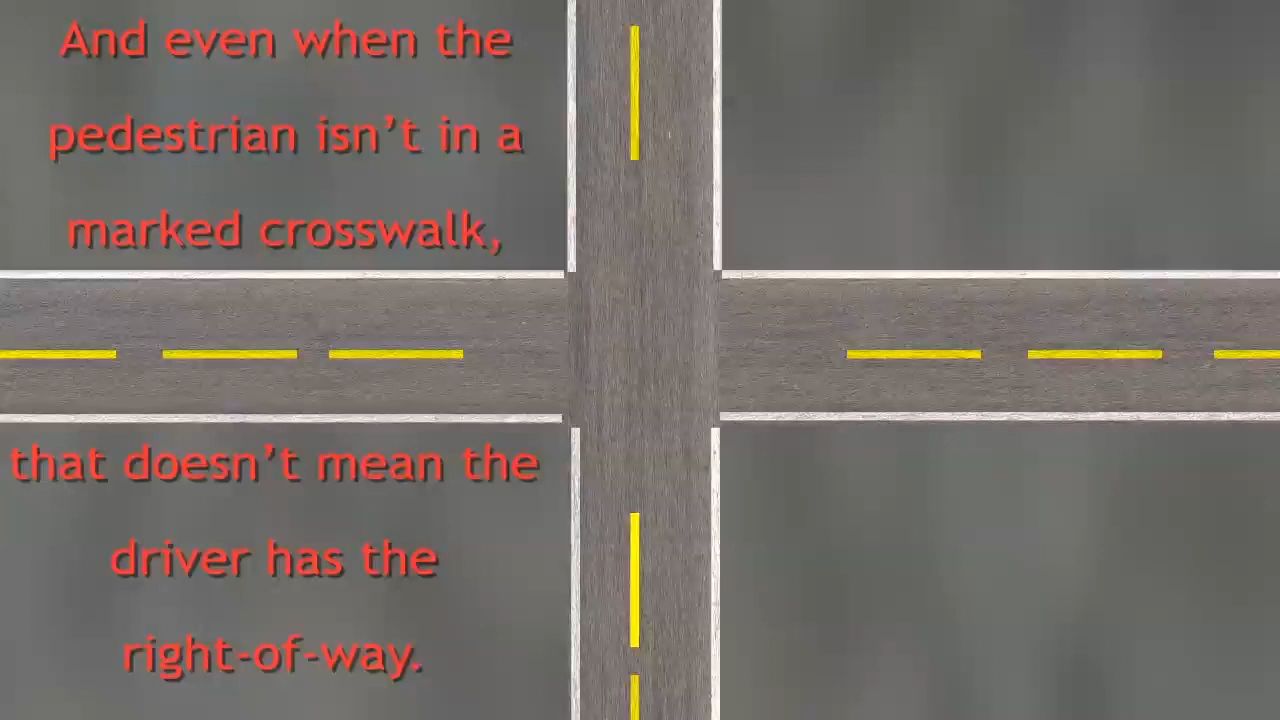 And even when the
pedestrian isn’t in a
marked crosswalk,
that doesn’t mean the
driver has the
right-of-way.